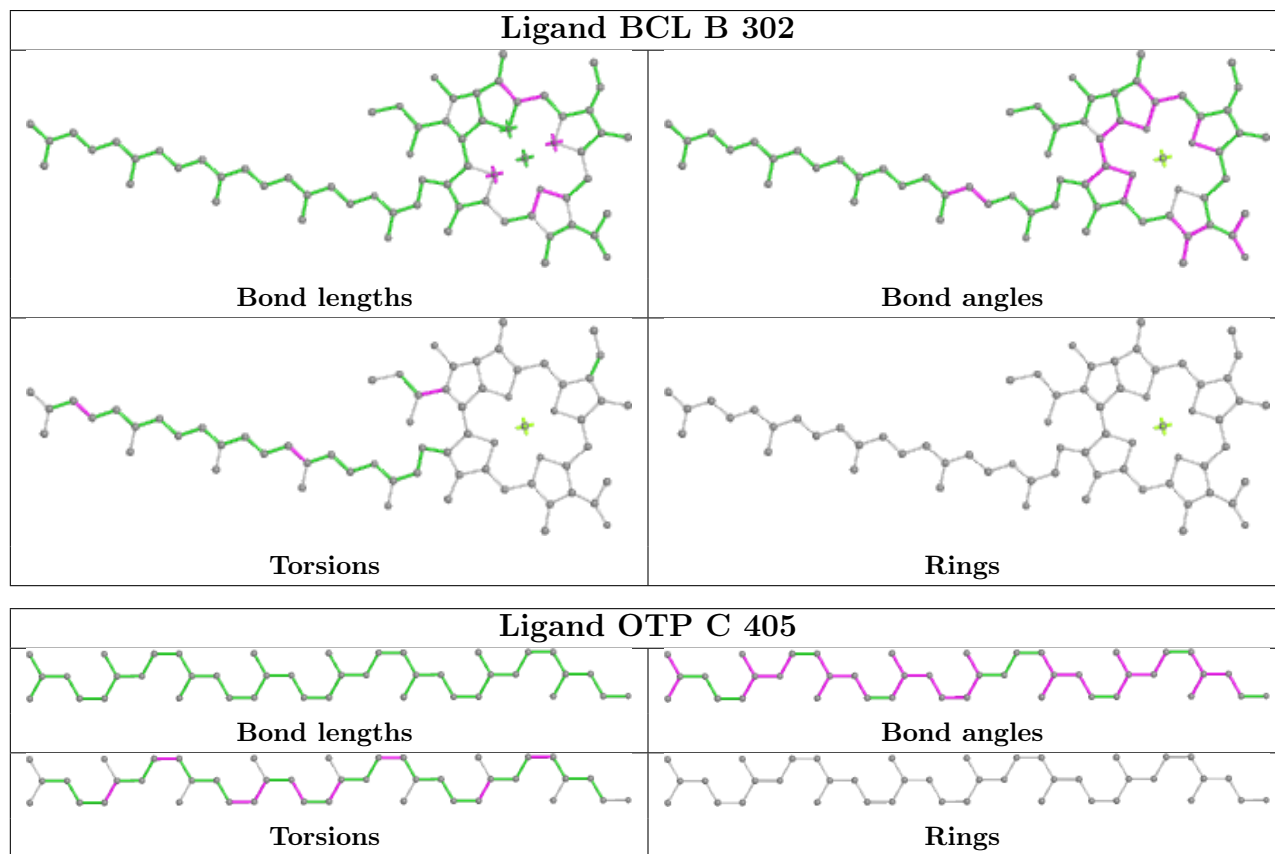 Ligand BCL B 302
Bond lengths
Bond angles
Torsions
Rings
Ligand OTP C 405
Bond lengths
Bond angles
Torsions
Rings